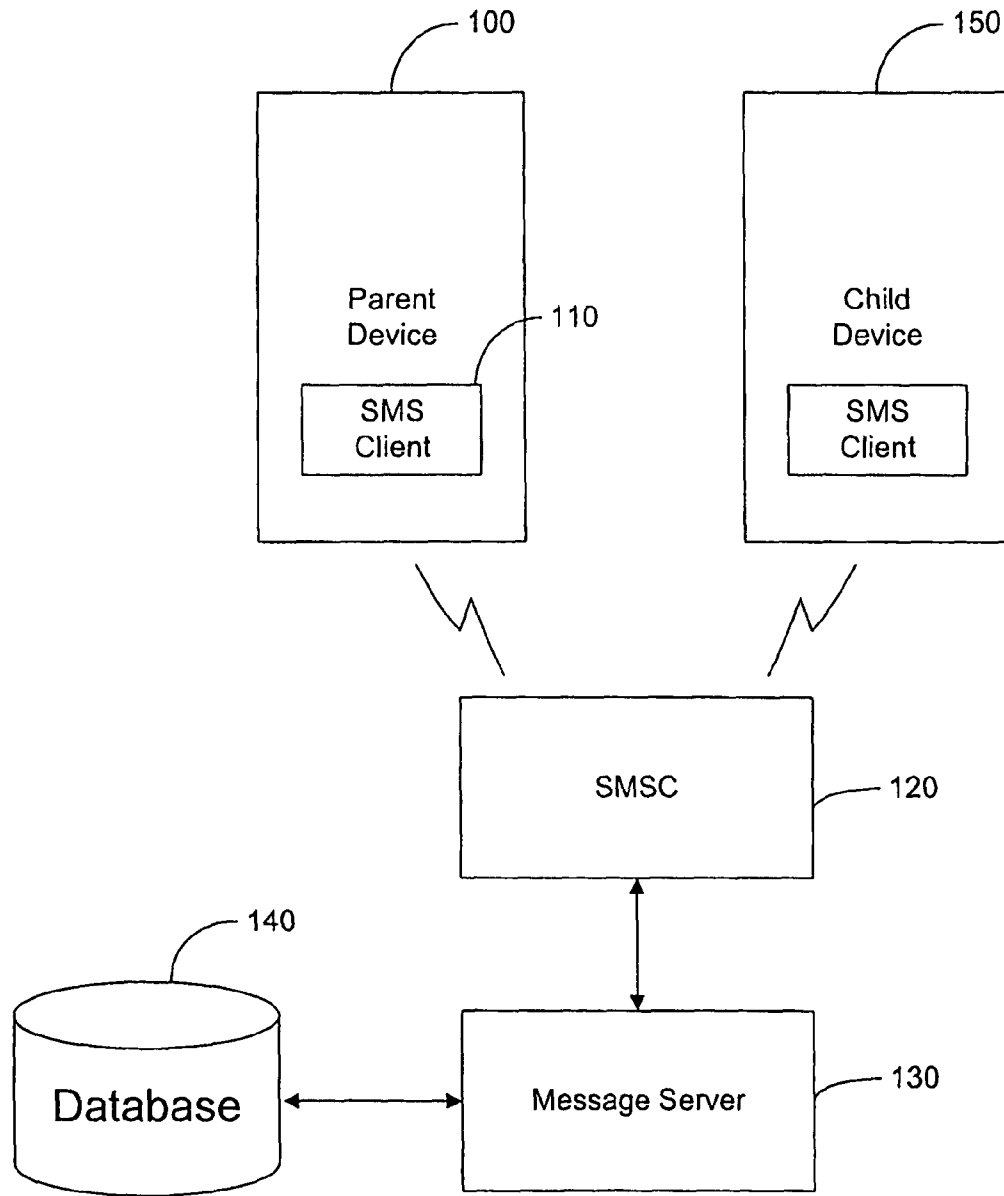 100
150
Parent
Device
110
SMS
Client
Child
Device
SMS
Client
SMSC
120
140
Database
Message Server
130